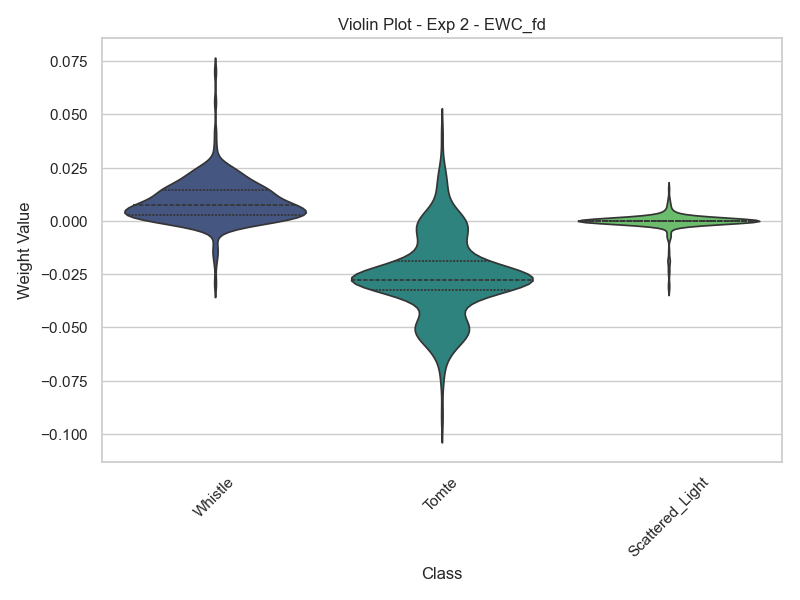 Violin Plot - Exp 2 - EWC_fd
0.075
0.050
0.025
0.000
−0.025
−0.050
−0.075
−0.100
Weight Value
Whistle
Tomte
Scattered_Light
Class